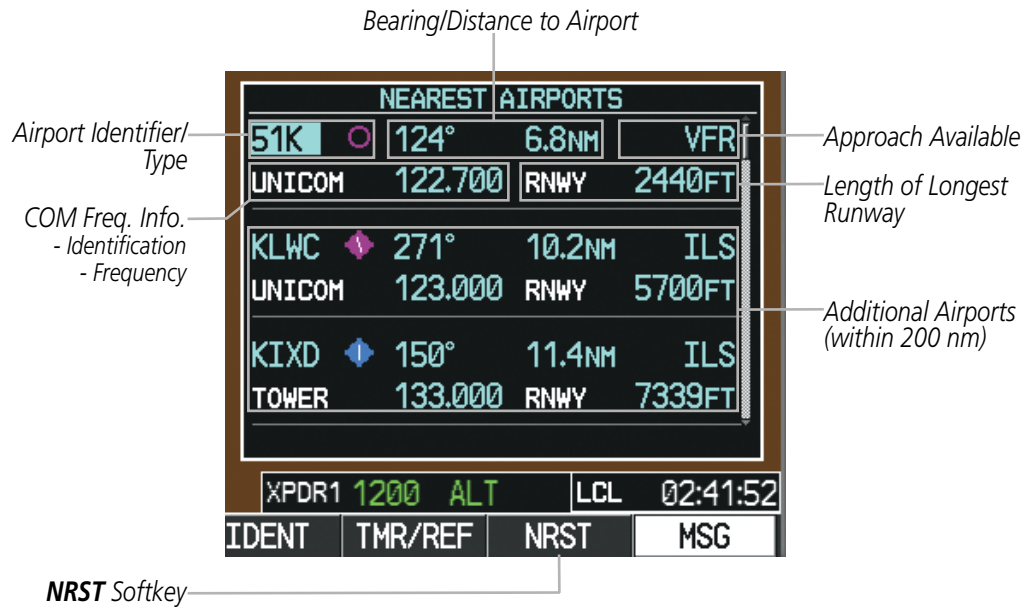 Bearing/Distance to Airport
NEAREST AIRPORTS
Airport Identifier/
Type
51K 124° 6.8NM VFR
Approach Available
UNICOM 122.700 RNWY 2440FT
Length of Longest
Runway
COM Freq. Info.
- Identification
- Frequency
KLWC 271° 10.2NM ILS
UNICOM 123.000 RNWY 5700FT
Additional Airports
(within 200 nm)
KIXD 150° 11.4NM ILS
TOWER 133.000 RNWY 7339FT
XPDR1 1200 ALT LCL 02:41:52
IDENT TMR/REF NRST MSG
NRST Softkey